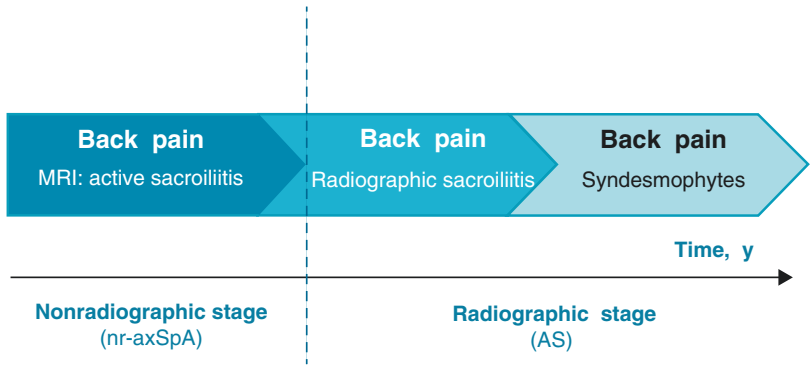 Back pain
MRI: active sacroiliitis
Back pain
Radiographic sacroiliitis
Back pain
Syndesmophytes
Time, y
Nonradiographic stage
(nr-axSpA)
Radiographic stage
(AS)